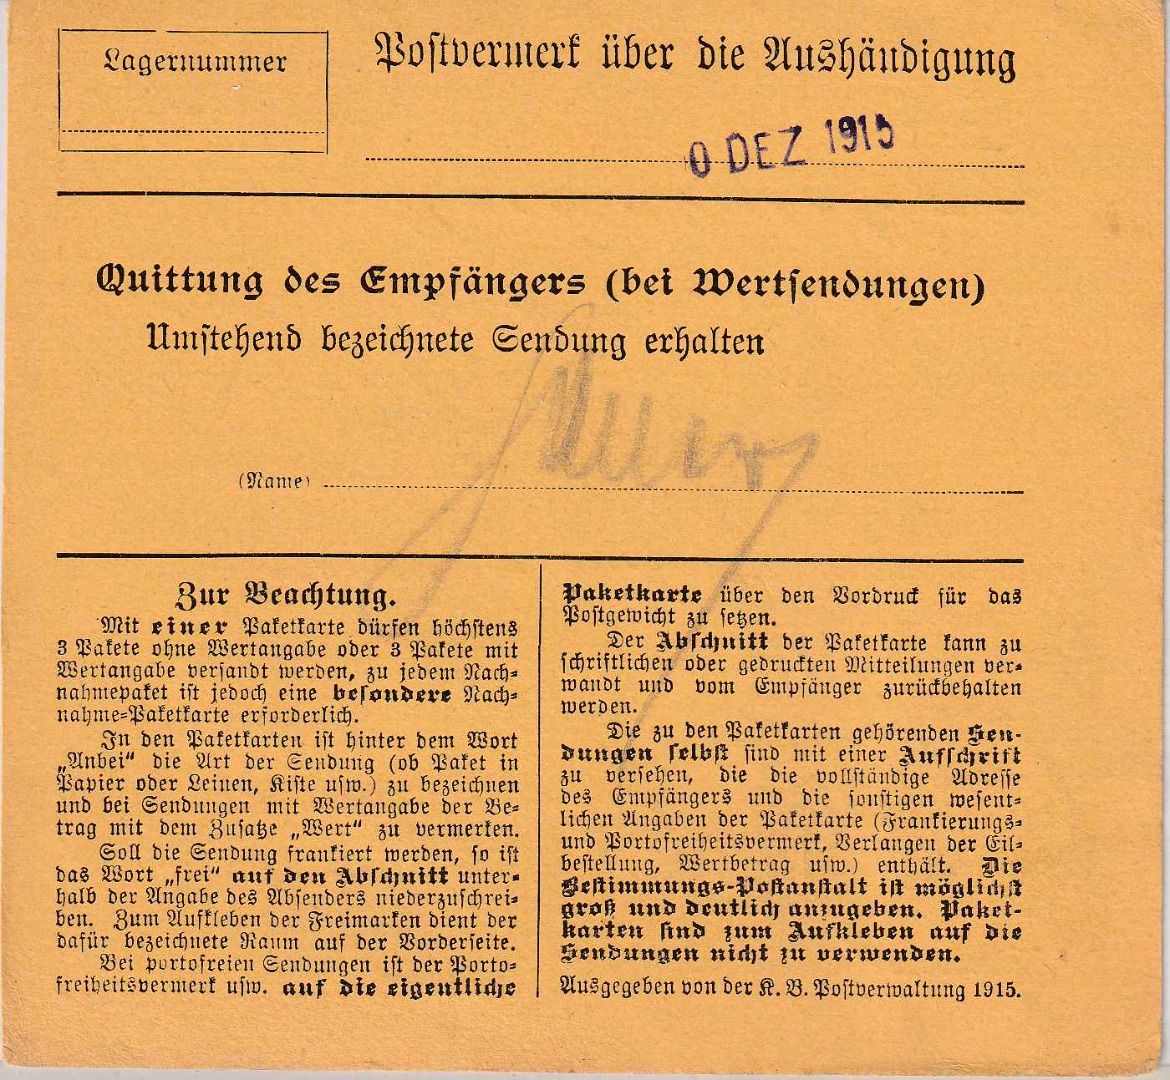 Lagernummer
Postvermerk über die Aushändigung
0 DEZ 1915
Quittung des Empfängers (bei Wertsendungen)
Umstehend bezeichnete Sendung erhalten
(Name)
Zur Beachtung.
Mit einer Paketkarte dürfen höchstens
3 Pakete ohne Wertangabe oder 3 Pakete mit
Wertangabe versandt werden, zu jedem Nach-
nahmepaket ist jedoch eine besondere Nach-
nahme-Paketkarte erforderlich.
In den Paketkarten ist hinter dem Wort
„Anbei“ die Art der Sendung (ob Paket in
Papier oder Leinen, Kiste usw.) zu bezeichnen
und bei Sendungen mit Wertangabe der Be-
trag mit dem Zusatze „Wert“ zu vermerken.
Soll die Sendung frankiert werden, so ist
das Wort „frei“ auf den Abschnitt unter-
halb der Angabe des Absenders niederzuschrei-
ben. Zum Aufkleben der Freimarken dient der
dafür bezeichnete Raum auf der Vorderseite.
Bei portofreien Sendungen ist der Porto-
freiheitsvermerk usw. auf die eigentliche
Paketkarte über den Vordruck für das
Postgewicht zu setzen.
Der Abschnitt der Paketkarte kann zu
schriftlichen oder gedruckten Mitteilungen ver-
wandt und vom Empfänger zurückbehalten
werden.
Die zu den Paketkarten gehörenden Sen-
dungen selbst sind mit einer Aufschrift
zu versehen, die die vollständige Adresse
des Empfängers und die sonstigen wesent-
lichen Angaben der Paketkarte (Frankierungs-
und Portofreiheitsvermerk, Verlangen der Eil-
bestellung, Wertbetrag usw.) enthält. Die
Bestimmungs-Postanstalt ist möglichst
groß und deutlich anzugeben. Paket-
karten sind zum Aufkleben auf die
Sendungen nicht zu verwenden.
Ausgegeben von der K. B. Postverwaltung 1915.